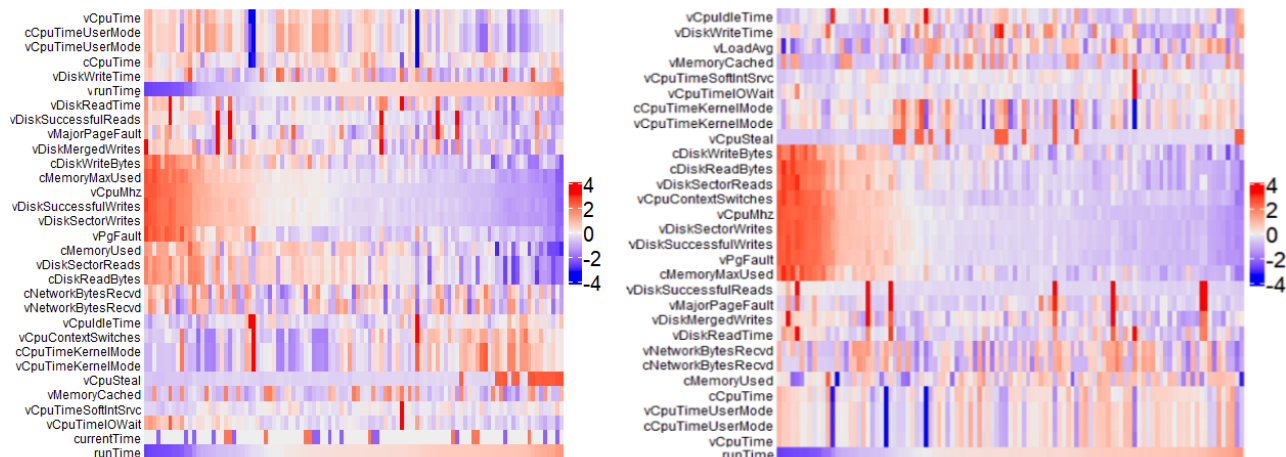 vCpuTime
cCpuTimeUserMode
vCpuTimeUserMode
cCpuTime
vDiskWriteTime
vrunTime
vDiskReadTime
vDiskSuccessfulReads
vMajorPageFault
vDiskMergedWrites
cDiskWriteBytes
cMemoryMaxUsed
vCpuMhz
vDiskSuccessfulWrites
vDiskSectorWrites
vPgFault
cMemoryUsed
vDiskSectorReads
cDiskReadBytes
cNetworkBytesRecvd
vNetworkBytesRecvd
vCpuIdleTime
vCpuContextSwitches
cCpuTimeKernelMode
vCpuTimeKernelMode
vCpuSteal
vMemoryCached
vCpuTimeSoftIntSrvc
vCpuTimeIOWait
currentTime
runTime
4
2
0
-2
-4
vCpuIdleTime
vDiskWriteTime
vLoadAvg
vMemoryCached
vCpuTimeSoftIntSrvc
vCpuTimeIOWait
cCpuTimeKernelMode
vCpuTimeKernelMode
vCpuSteal
cDiskWriteBytes
cDiskReadBytes
vDiskSectorReads
vCpuContextSwitches
vCpuMhz
vDiskSectorWrites
vDiskSuccessfulWrites
vPgFault
cMemoryMaxUsed
vDiskSuccessfulReads
vMajorPageFault
vDiskMergedWrites
vDiskReadTime
vNetworkBytesRecvd
cNetworkBytesRecvd
cMemoryUsed
cCpuTime
vCpuTimeUserMode
cCpuTimeUserMode
vCpuTime
runTime
4
2
0
-2
-4